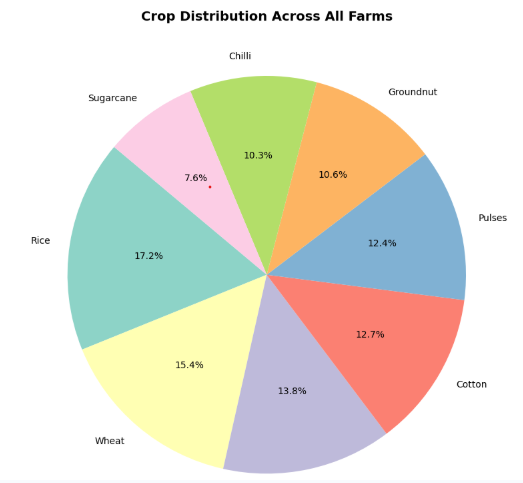 Crop Distribution Across All Farms
Chilli
Groundnut
Sugarcane
10.3%
10.6%
7.6%
Pulses
Rice
12.4%
17.2%
12.7%
15.4%
Cotton
13.8%
Wheat